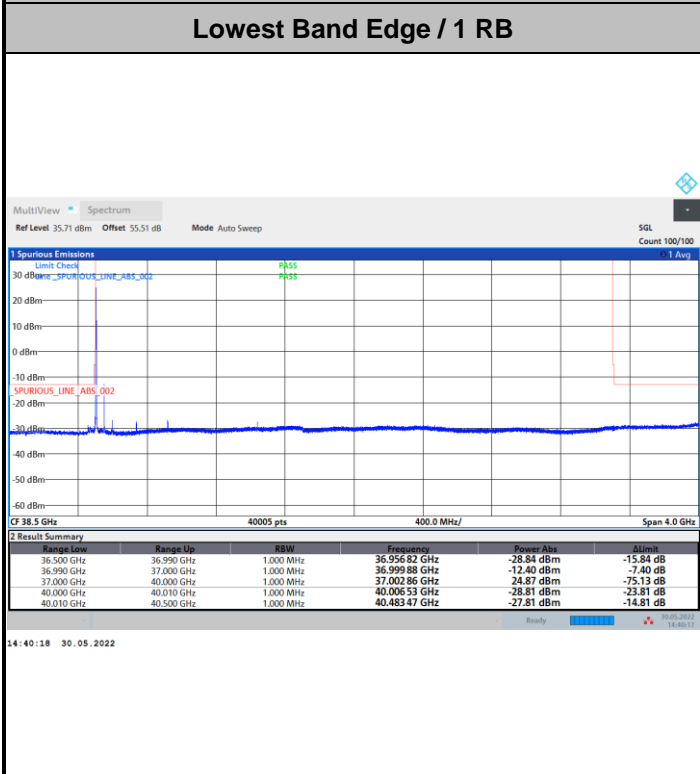 Lowest Band Edge / 1 RB
MultiView Spectrum
Ref Level 35.71 dBm Offset 55.51 dB Mode Auto Sweep SGL
Count 100/100
1 Spurious Emissions 1 Avg
Limit Check PASS
30 dBm Line _SPURIOUS_LINE_ABS_002 PASS
20 dBm
10 dBm
0 dBm
-10 dBm
_SPURIOUS_LINE_ABS_002
-20 dBm
-30 dBm
-40 dBm
-50 dBm
-60 dBm
CF 38.5 GHz 40005 pts 400.0 MHz/ Span 4.0 GHz
2 Result Summary
Range Low Range Up RBW Frequency Power Abs ΔLimit
36.500 GHz 36.990 GHz 1.000 MHz 36.956 82 GHz -28.84 dBm -15.84 dB
36.990 GHz 37.000 GHz 1.000 MHz 36.999 88 GHz -12.40 dBm -7.40 dB
37.000 GHz 40.000 GHz 1.000 MHz 37.002 86 GHz 24.87 dBm -75.13 dB
40.000 GHz 40.010 GHz 1.000 MHz 40.006 53 GHz -28.81 dBm -23.81 dB
40.010 GHz 40.500 GHz 1.000 MHz 40.483 47 GHz -27.81 dBm -14.81 dB
Ready 30.05.2022
14:40:17
14:40:18 30.05.2022